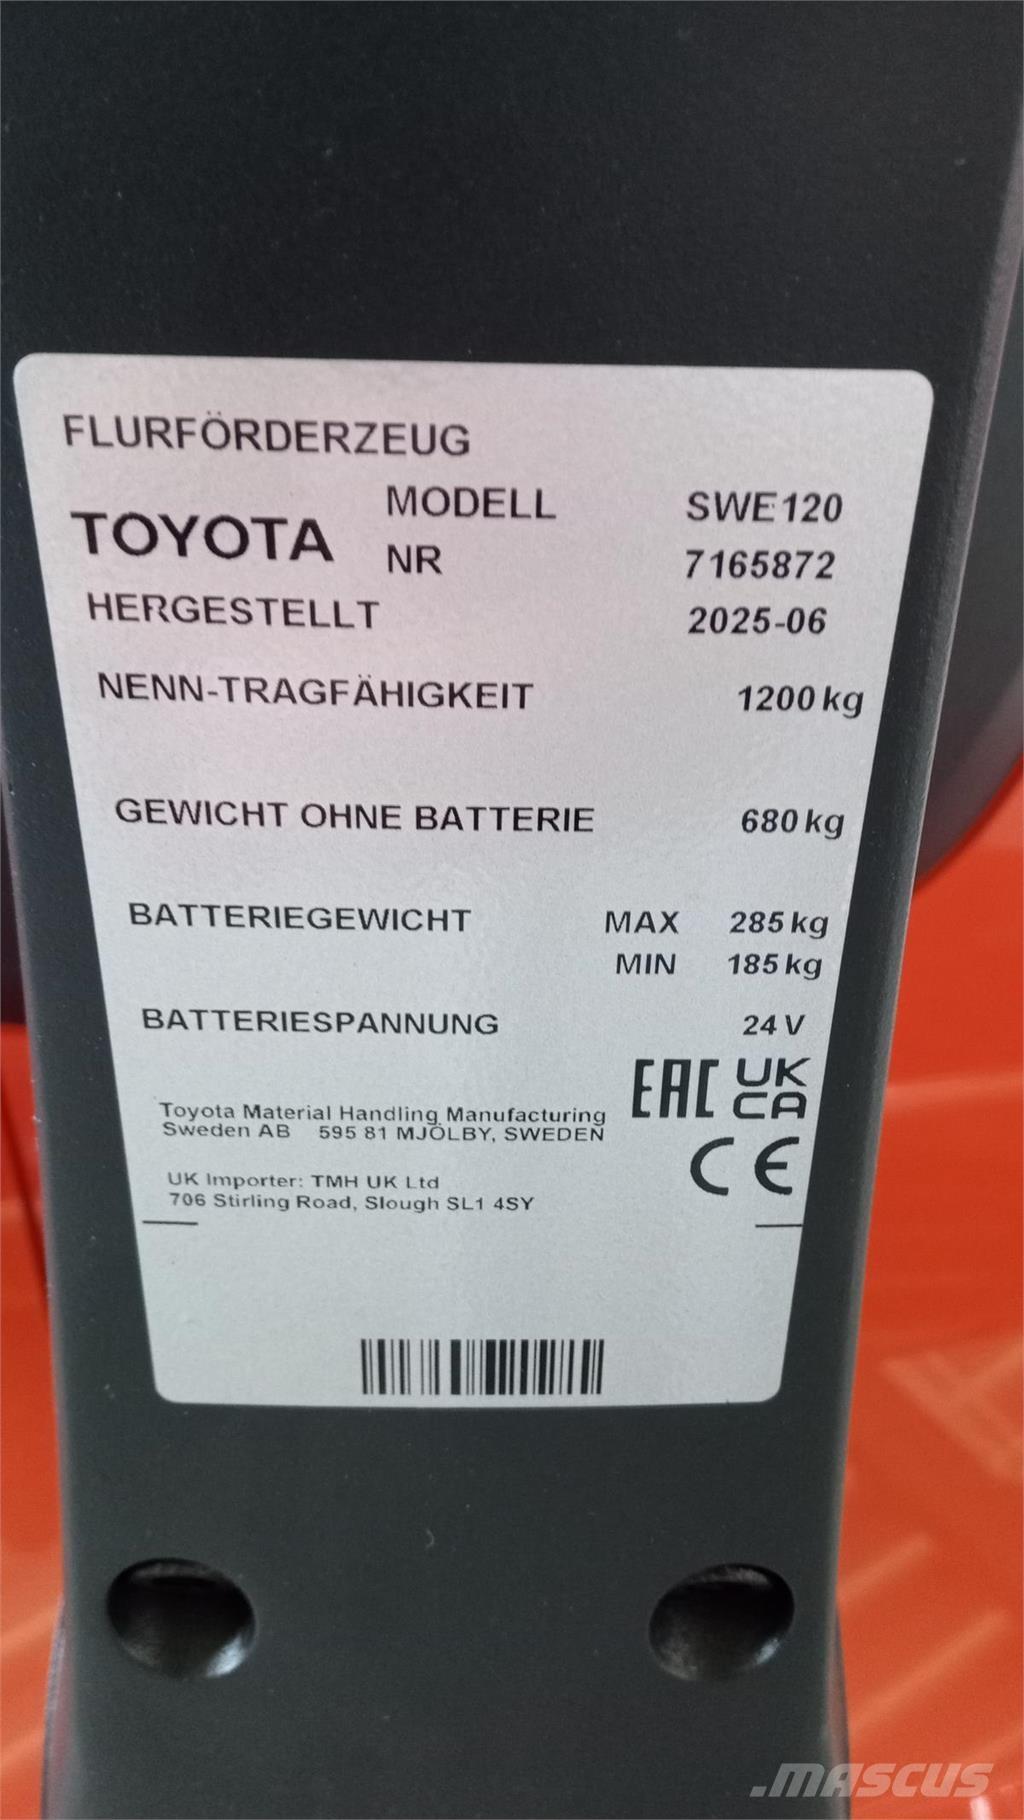 FLURFÖRDERZEUG
TOYOTA MODELL SWE120
NR 7165872
HERGESTELLT 2025-06
NENN-TRAGFÄHIGKEIT 1200 kg
GEWICHT OHNE BATTERIE 680 kg
BATTERIEGEWICHT MAX 285 kg
MIN 185 kg
BATTERIESPANNUNG 24 V
EAC UK
CA
Toyota Material Handling Manufacturing
Sweden AB 595 81 MJÖLBY, SWEDEN
CE
UK Importer: TMH UK Ltd
706 Stirling Road, Slough SL1 4SY
.MASCUS